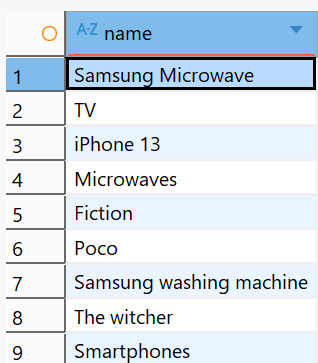 A-Z name
1 Samsung Microwave
2 TV
3 iPhone 13
4 Microwaves
5 Fiction
6 Poco
7 Samsung washing machine
8 The witcher
9 Smartphones